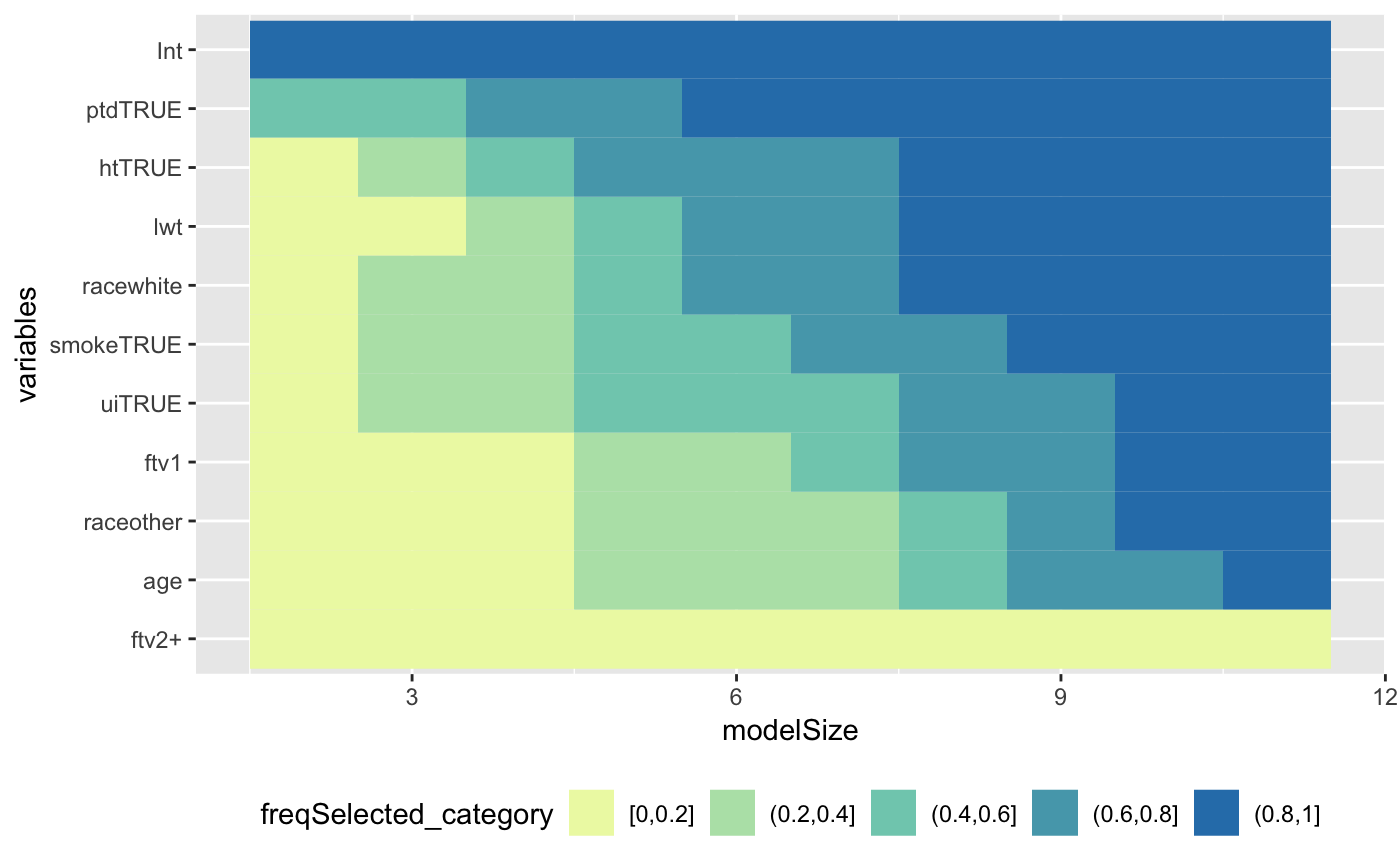 Int
ptdTRUE
htTRUE
lwt
racewhite
smokeTRUE
uiTRUE
ftv1
raceother
age
ftv2+
variables
3 6 9 12
modelSize
freqSelected_category [0,0.2] (0.2,0.4] (0.4,0.6] (0.6,0.8] (0.8,1]